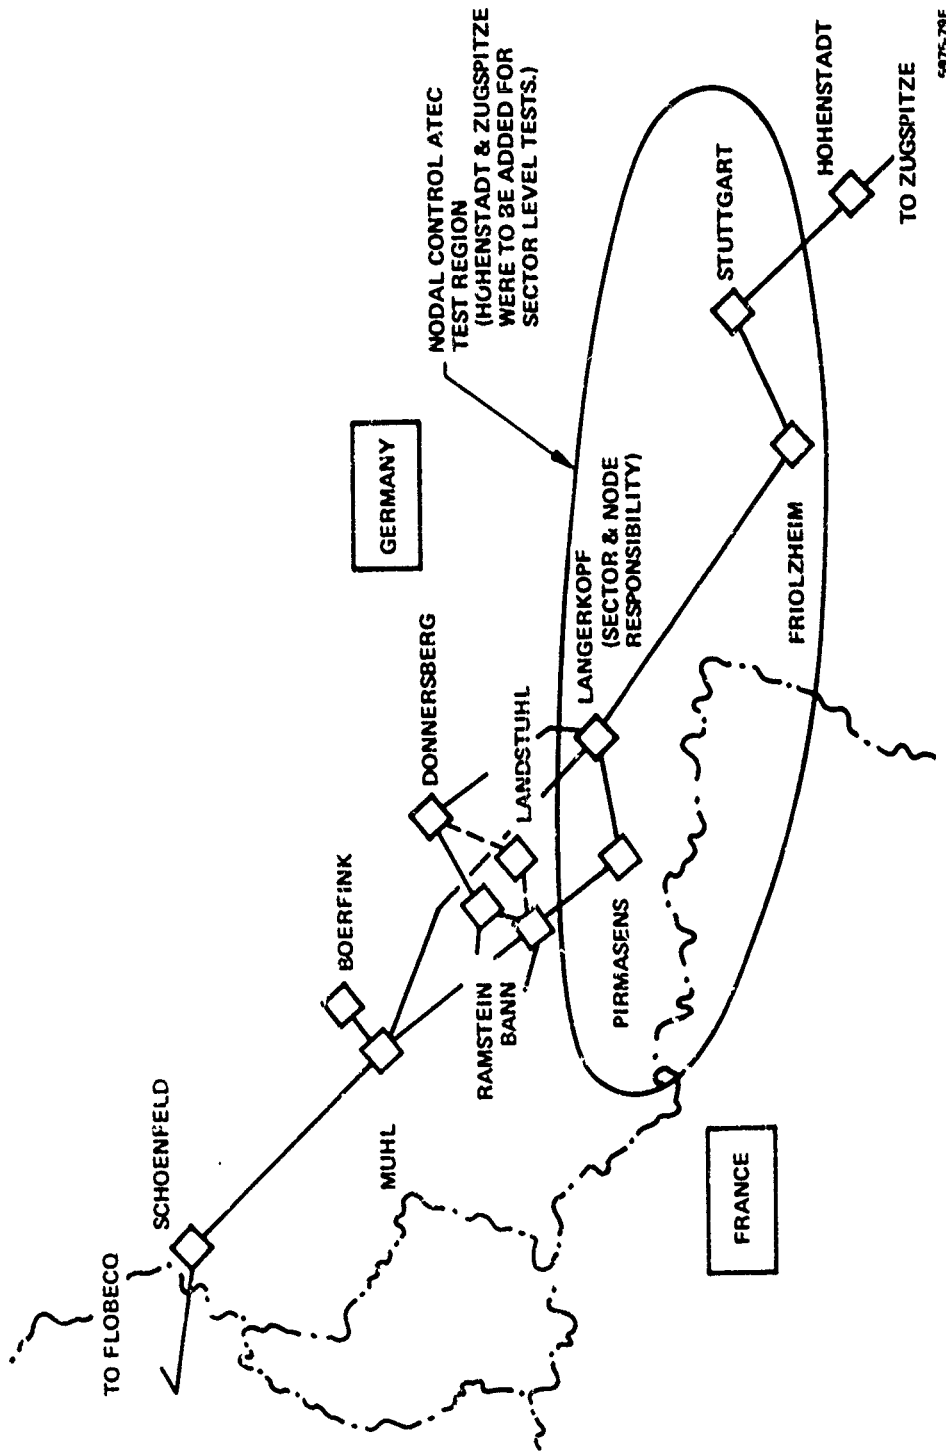 TO FLOBECQ
SCHOENFELD
BOERFINK
MUHL
DONNERSBERG
LANDSTUHL
RAMSTEIN
BANN
GERMANY
NODAL CONTROL ATEC
TEST REGION
(HOHENSTADT & ZUGSPITZE
WERE TO BE ADDED FOR
SECTOR LEVEL TESTS.)
LANGERKOPF
(SECTOR & NODE
RESPONSIBILITY)
PIRMASENS
FRIOLZHEIM
STUTTGART
HOHENSTADT
TO ZUGSPITZE
FRANCE